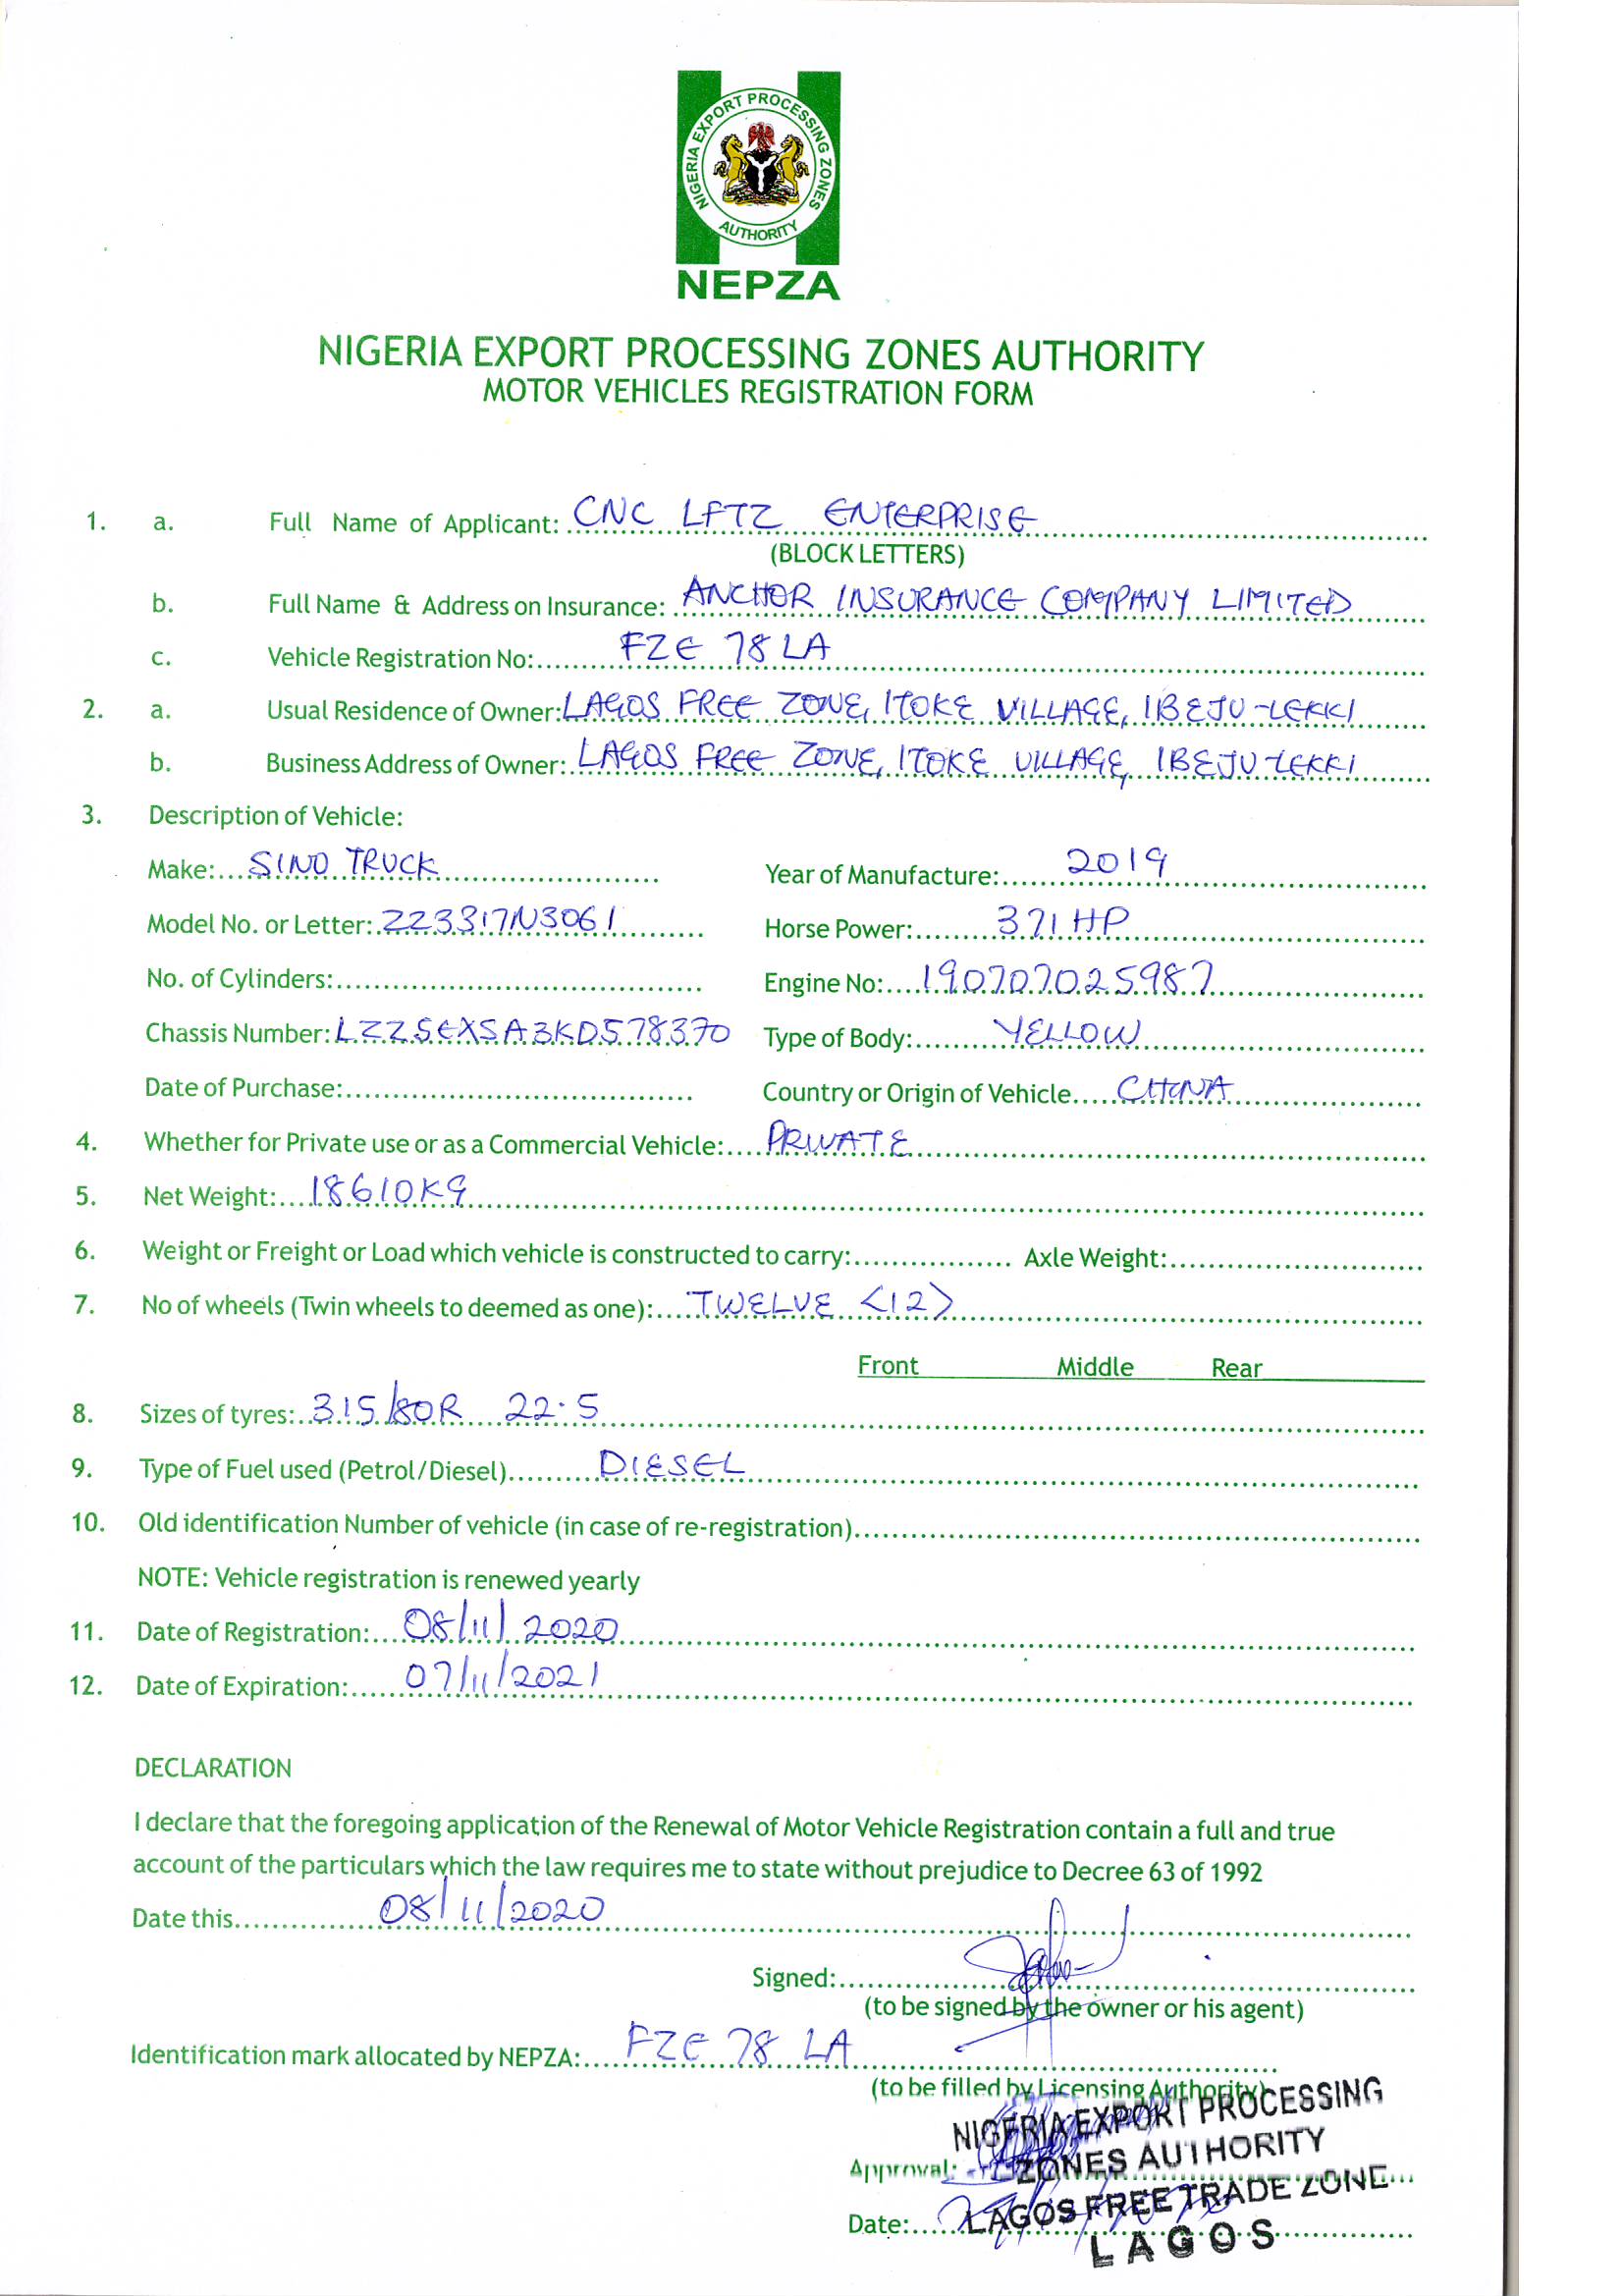 NIGERIA EXPORT PROCESSING ZONES
AUTHORITY
NEPZA
NIGERIA EXPORT PROCESSING ZONES AUTHORITY
MOTOR VEHICLES REGISTRATION FORM
1. a. Full Name of Applicant: CNC LFTZ ENTERPRISE
(BLOCK LETTERS)
b. Full Name & Address on Insurance: ANCHOR INSURANCE COMPANY LIMITED
c. Vehicle Registration No: FZE 78 LA
2. a. Usual Residence of Owner: LAGOS FREE ZONE, ITOKE VILLAGE, IBEJU-LEKKI
b. Business Address of Owner: LAGOS FREE ZONE, ITOKE VILLAGE, IBEJU-LEKKI
3. Description of Vehicle:
Make: SINO TRUCK Year of Manufacture: 2019
Model No. or Letter: ZZ3317N3061 Horse Power: 371 HP
No. of Cylinders: Engine No: 190707025987
Chassis Number: LZZ5EXSA3KD578370 Type of Body: YELLOW
Date of Purchase: Country or Origin of Vehicle CHINA
4. Whether for Private use or as a Commercial Vehicle: PRIVATE
5. Net Weight: 18610KG
6. Weight or Freight or Load which vehicle is constructed to carry: Axle Weight:
7. No of wheels (Twin wheels to deemed as one): TWELVE <12>
Front Middle Rear
8. Sizes of tyres: 315/80R 22.5
9. Type of Fuel used (Petrol/Diesel) DIESEL
10. Old identification Number of vehicle (in case of re-registration)
NOTE: Vehicle registration is renewed yearly
11. Date of Registration: 08/11/2020
12. Date of Expiration: 07/11/2021
DECLARATION
I declare that the foregoing application of the Renewal of Motor Vehicle Registration contain a full and true
account of the particulars which the law requires me to state without prejudice to Decree 63 of 1992
Date this 08/11/2020
Signed:
(to be signed by the owner or his agent)
Identification mark allocated by NEPZA: FZE 78 LA
(to be filled by Licensing Authority)
NIGERIA EXPORT PROCESSING
Approval: ZONES AUTHORITY
LAGOS FREE TRADE ZONE
Date:
LAGOS